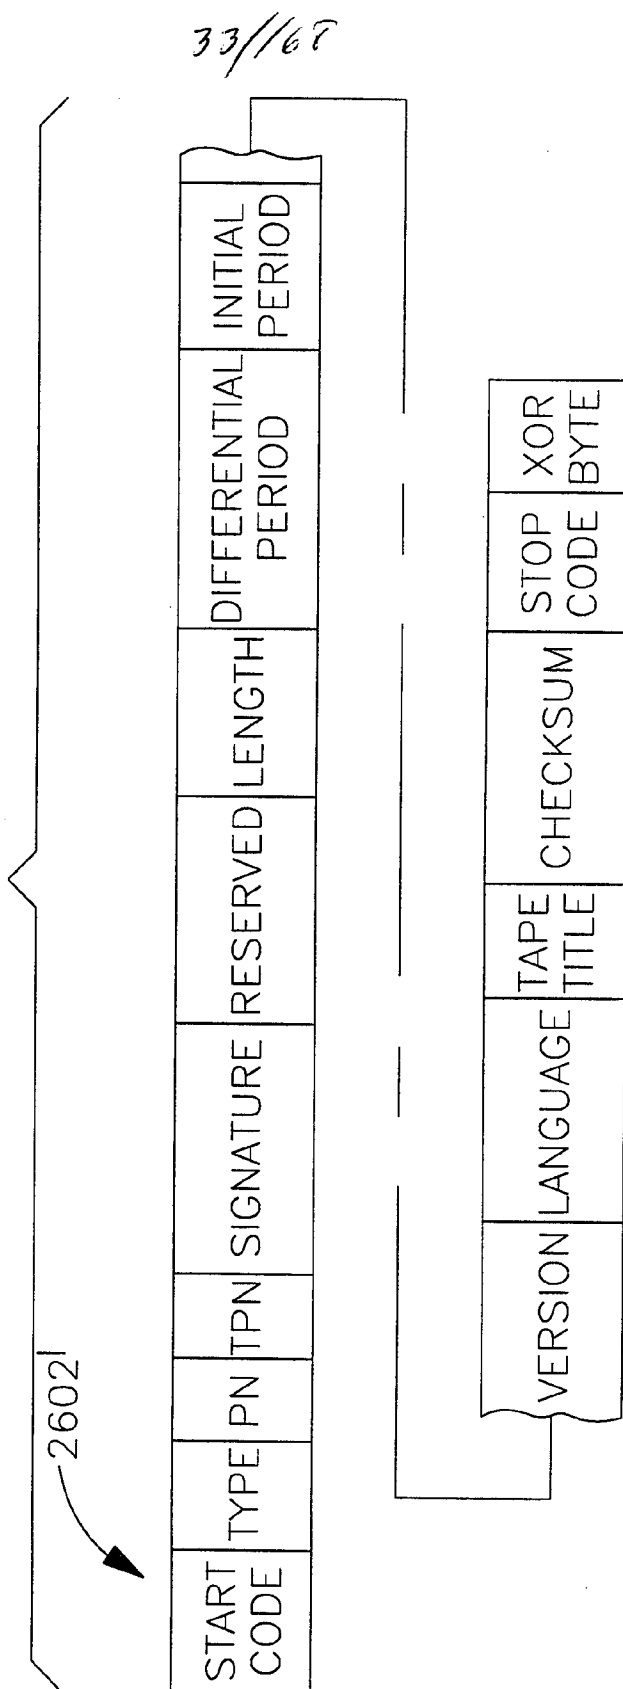 33/168
2602'
START
CODE
TYPE
PN
TPN
SIGNATURE
RESERVED
LENGTH
DIFFERENTIAL
PERIOD
INITIAL
PERIOD
VERSION
LANGUAGE
TAPE
TITLE
CHECKSUM
STOP
CODE
XOR
BYTE